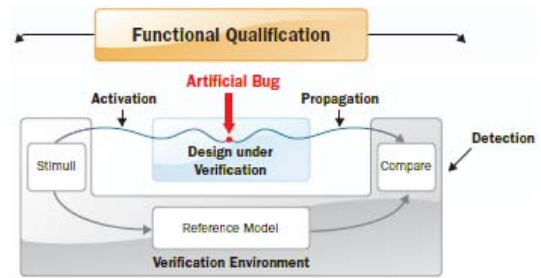 Functional Qualification
Artificial Bug
Activation
Propagation
Detection
Stimuli
Design under
Verification
Compare
Reference Model
Verification Environment